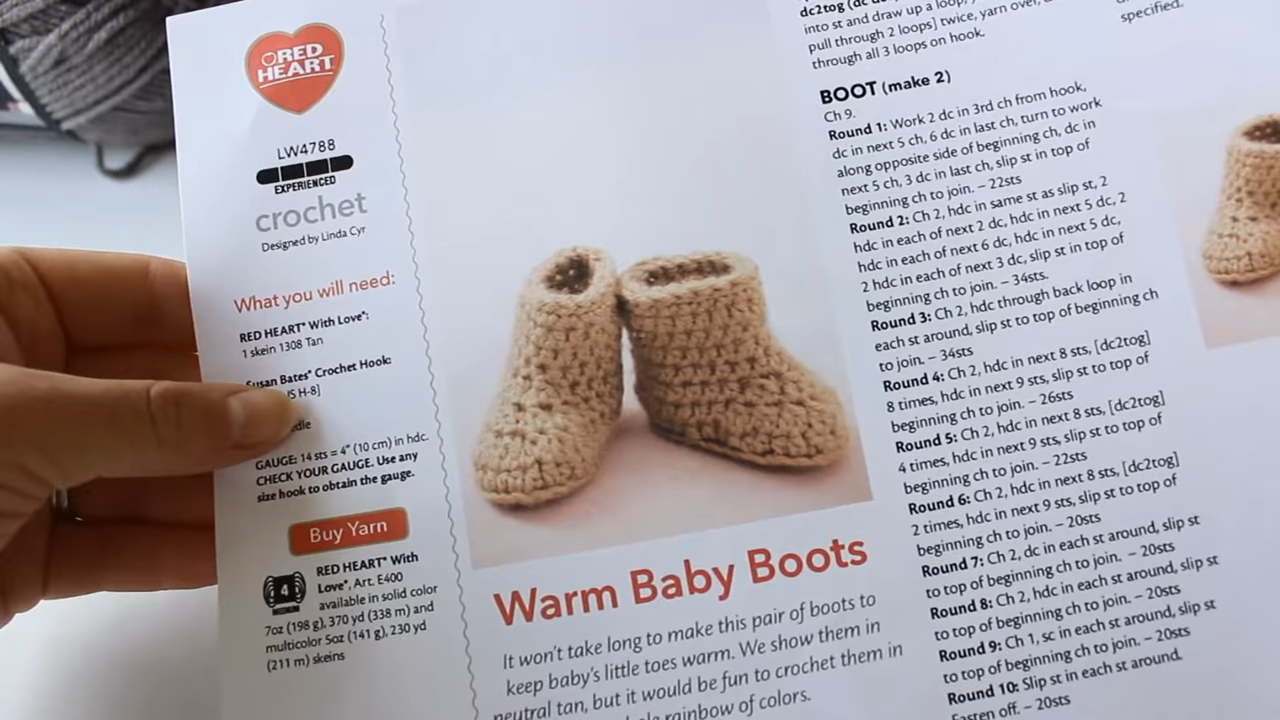 RED
HEART
LW4788
EXPERIENCED
crochet
Designed by Linda Cyr
What you will need:
RED HEART® With Love®:
1 skein 1308 Tan
Susan Bates® Crochet Hook:
H-8]
GAUGE: 14 sts = 4" (10 cm) in hdc.
CHECK YOUR GAUGE. Use any
size hook to obtain the gauge.
Buy Yarn
4
RED HEART® With
Love®, Art. E400
available in solid color
7oz (198 g), 370 yd (338 m) and
multicolor 5oz (141 g), 230 yd
(211 m) skeins
Warm Baby Boots
It won't take long to make this pair of boots to
keep baby's little toes warm. We show them in
neutral tan, but it would be fun to crochet them in
rainbow of colors.
dc2tog
into st and draw up a loop,
pull through 2 loops] twice, yarn over,
through all 3 loops on hook.
BOOT (make 2)
Ch 9.
Round 1: Work 2 dc in 3rd ch from hook,
dc in next 5 ch, 6 dc in last ch, turn to work
along opposite side of beginning ch, dc in
next 5 ch, 3 dc in last ch, slip st in top of
beginning ch to join. – 22sts
Round 2: Ch 2, hdc in same st as slip st, 2
hdc in each of next 2 dc, hdc in next 5 dc, 2
hdc in each of next 6 dc, hdc in next 5 dc,
2 hdc in each of next 3 dc, slip st in top of
beginning ch to join. – 34sts.
Round 3: Ch 2, hdc through back loop in
each st around, slip st to top of beginning ch
to join. – 34sts
Round 4: Ch 2, hdc in next 8 sts, [dc2tog]
8 times, hdc in next 9 sts, slip st to top of
beginning ch to join. – 26sts
Round 5: Ch 2, hdc in next 8 sts, [dc2tog]
4 times, hdc in next 9 sts, slip st to top of
beginning ch to join. – 22sts
Round 6: Ch 2, hdc in next 8 sts, [dc2tog]
2 times, hdc in next 10 sts, slip st to top of
beginning ch to join. – 20sts
Round 7: Ch 2, dc in each st around, slip st
to top of beginning ch to join. – 20sts
Round 8: Ch 2, hdc in each st around, slip st
to top of beginning ch to join. – 20sts
Round 9: Ch 1, sc in each st around, slip st
to top of beginning ch to join. – 20sts
Round 10: Slip st in each st around.
Fasten off. – 20sts
specified.